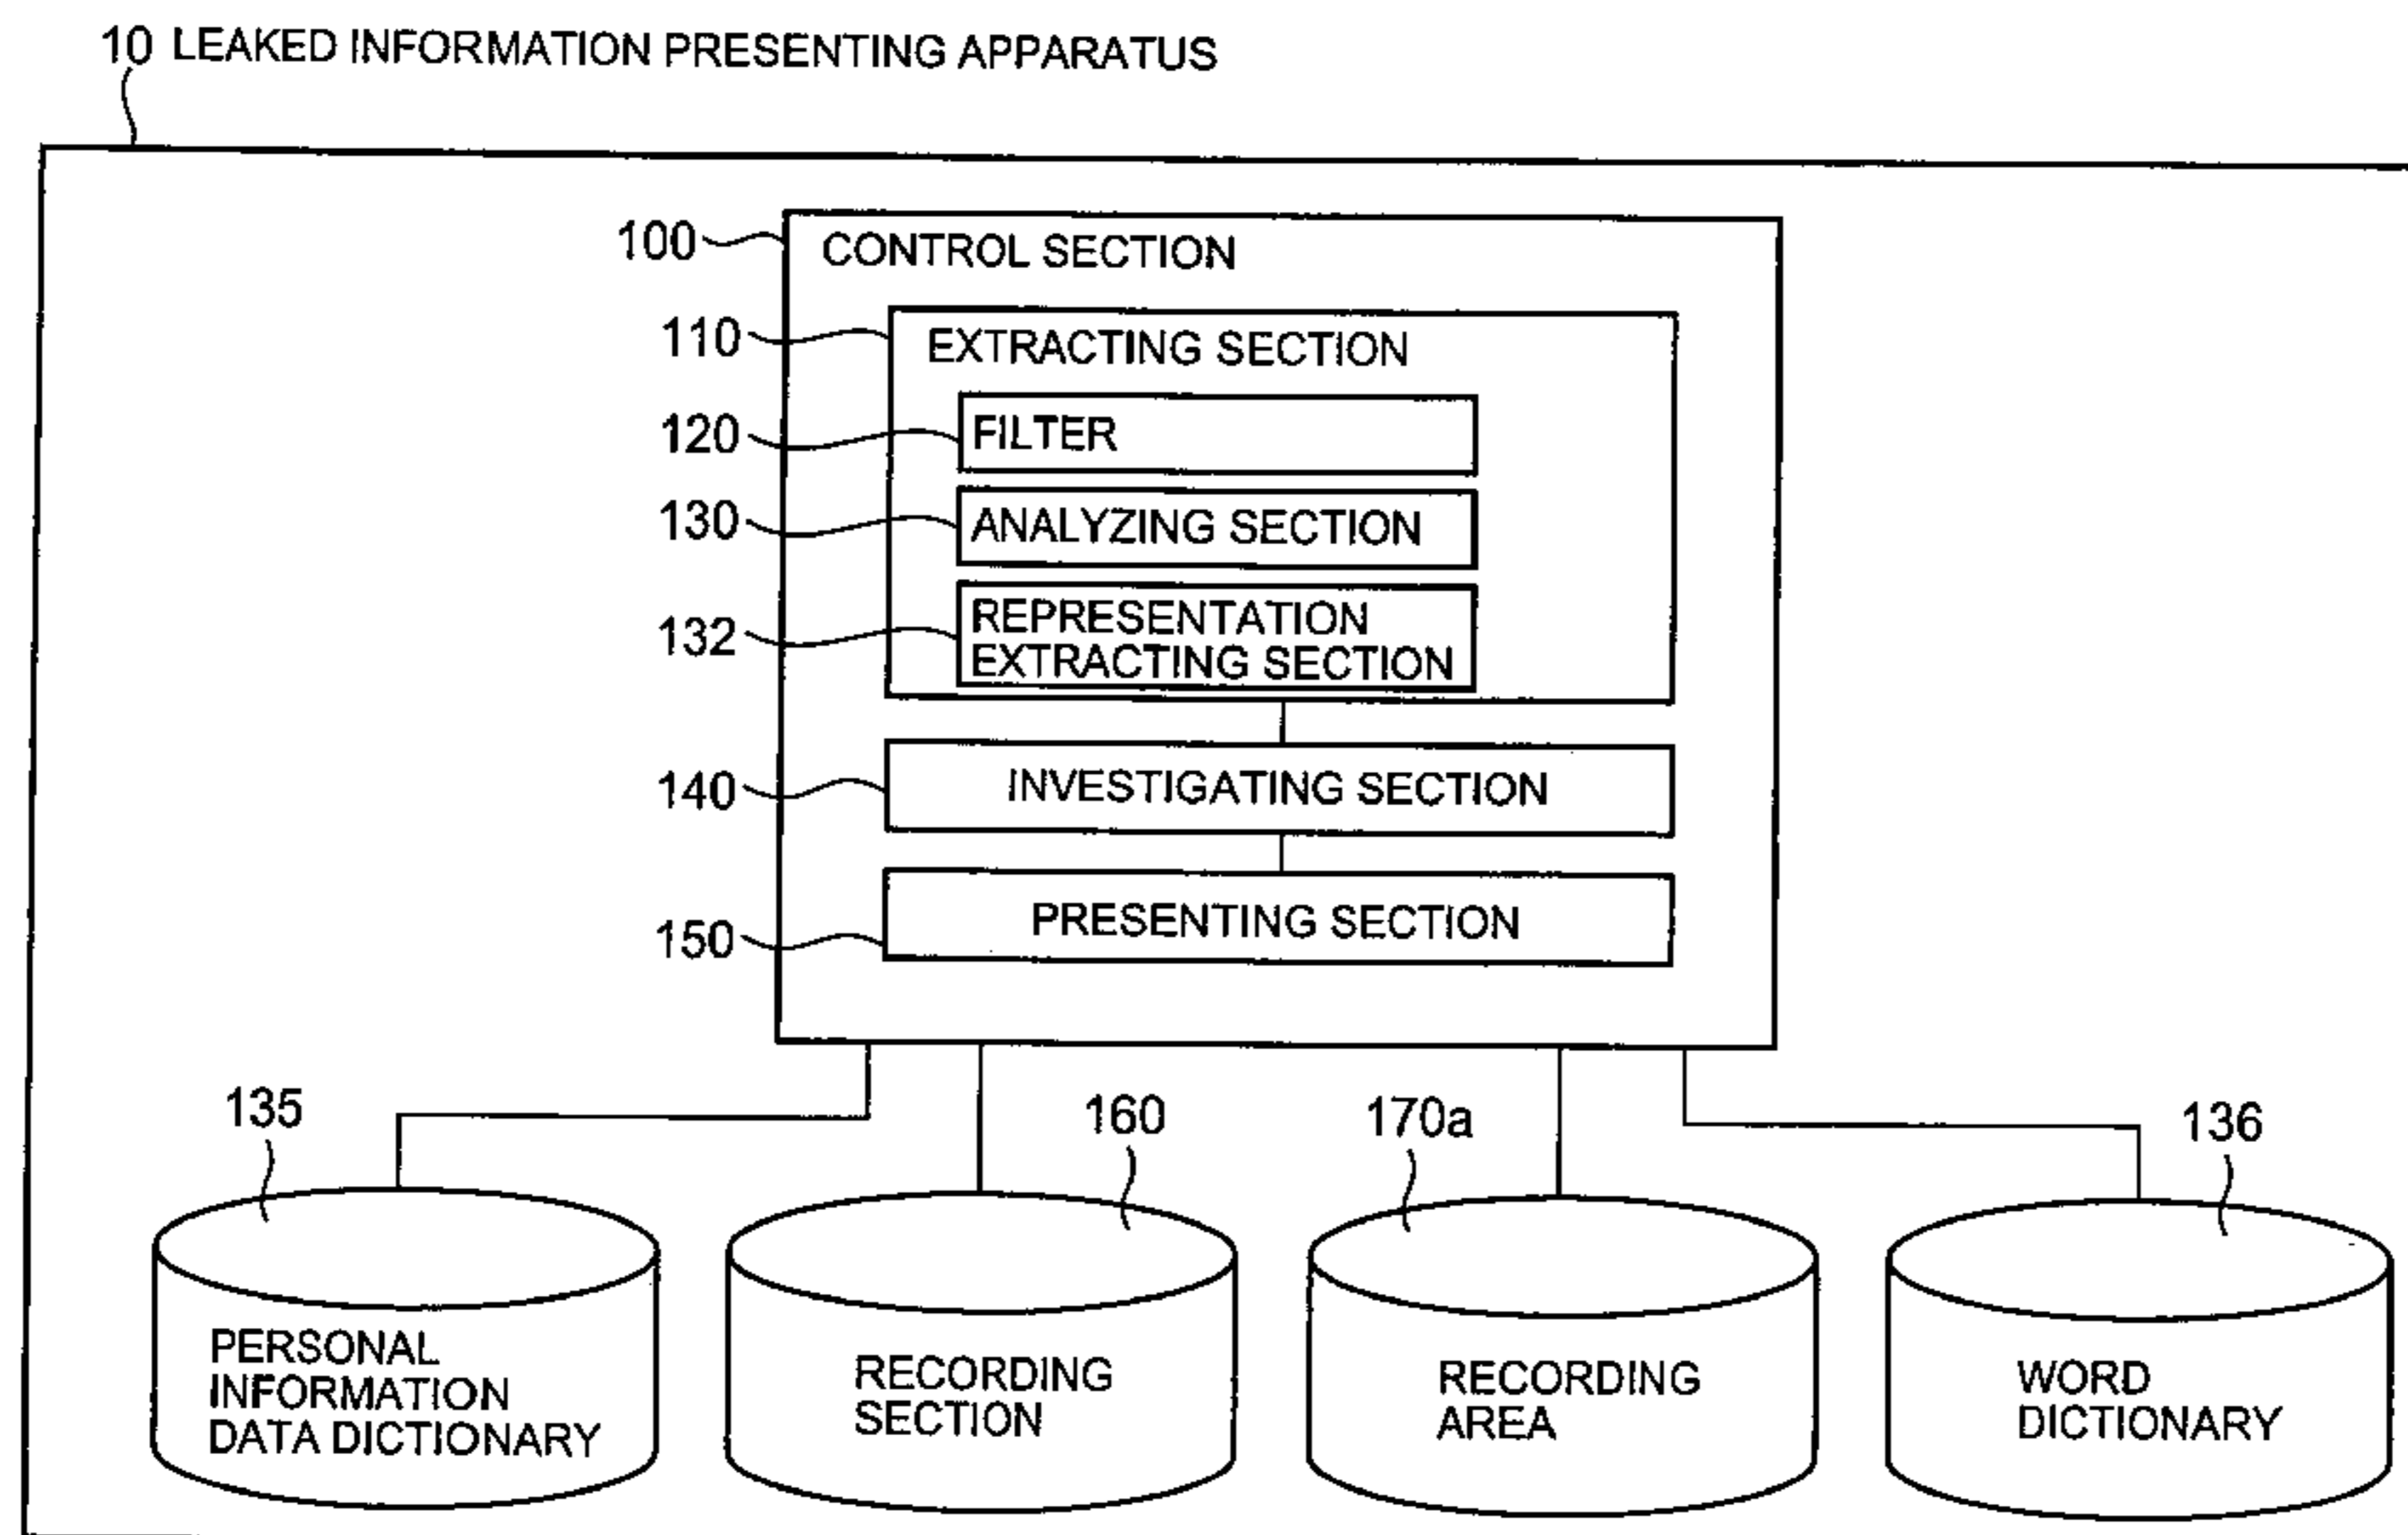 10 LEAKED INFORMATION PRESENTING APPARATUS
100 CONTROL SECTION
110 EXTRACTING SECTION
120 FILTER
130 ANALYZING SECTION
132 REPRESENTATION
EXTRACTING SECTION
140 INVESTIGATING SECTION
150 PRESENTING SECTION
135
PERSONAL
INFORMATION
DATA DICTIONARY
160
RECORDING
SECTION
170a
RECORDING
AREA
136
WORD
DICTIONARY